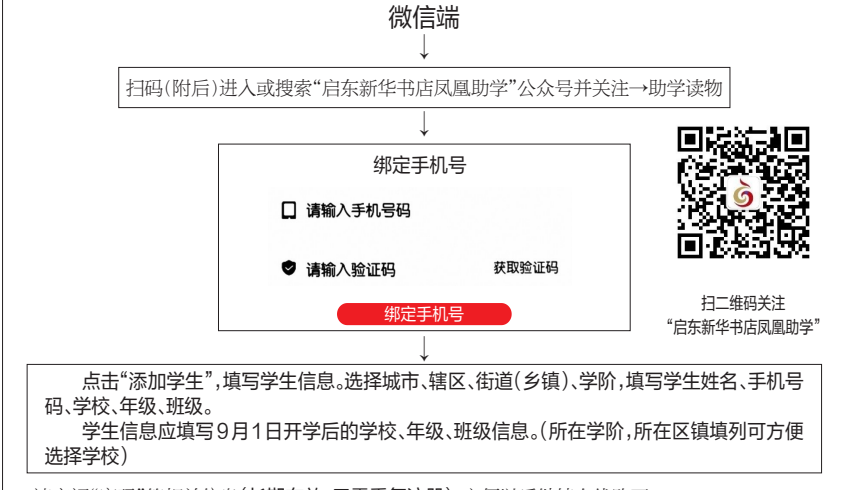 微信端
扫码(附后)进入或搜索“启东新华书店凤凰助学”公众号并关注→助学读物
绑定手机号
请输入手机号码
请输入验证码 获取验证码
绑定手机号
扫二维码关注
“启东新华书店凤凰助学”
点击“添加学生”,填写学生信息。选择城市、辖区、街道(乡镇)、学阶,填写学生姓名、手机号
码、学校、年级、班级。
学生信息应填写9月1日开学后的学校、年级、班级信息。(所在学阶,所在区镇填列可方便
选择学校)